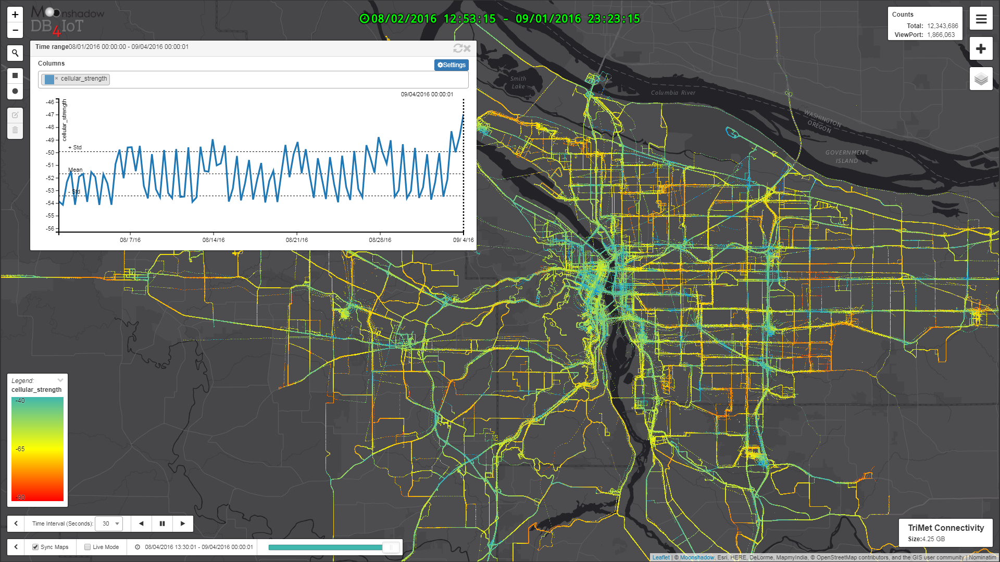 +
−
Moonshadow
DB4IoT
08/02/2016 12:53:15 - 09/01/2016 23:23:15
Counts
Total: 12,343,686
ViewPort: 1,866,063
Time range08/01/2016 00:00:00 - 09/04/2016 00:00:01
Columns
Settings
× cellular_strength
09/04/2016 00:00:01
cellular_strength
-46
-47
-48
-49
-50
-51
-52
-53
-54
-55
-56
+ Std
Mean
- Std
08/ 7/16
08/14/16
08/21/16
08/28/16
09/ 4/16
Smith
Lake
Columbia River
WASHINGTON
OREGON
GOVERNMENT
ISLAND
Legend:
cellular_strength
-40
-65
-90
Time Interval (Seconds): 30
Sync Maps
Live Mode
08/04/2016 13:30:01 - 09/04/2016 00:00:01
TriMet Connectivity
Size:4.25 GB
Leaflet | © Moonshadow, Esri, HERE, DeLorme, MapmyIndia, © OpenStreetMap contributors, and the GIS user community | Nominatim